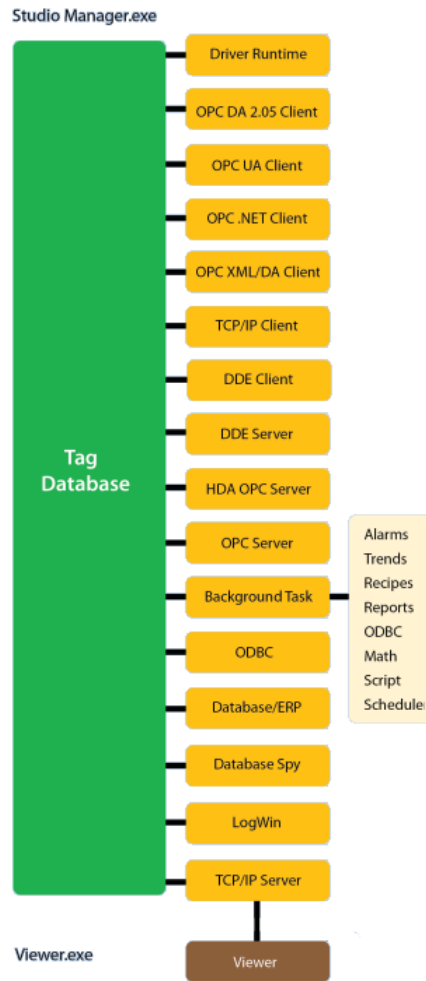 Studio Manager.exe
Tag
Database
Driver Runtime
OPC DA 2.05 Client
OPC UA Client
OPC .NET Client
OPC XML/DA Client
TCP/IP Client
DDE Client
DDE Server
HDA OPC Server
OPC Server
Background Task
Alarms
Trends
Recipes
Reports
ODBC
Math
Script
Scheduler
ODBC
Database/ERP
Database Spy
LogWin
TCP/IP Server
Viewer.exe
Viewer